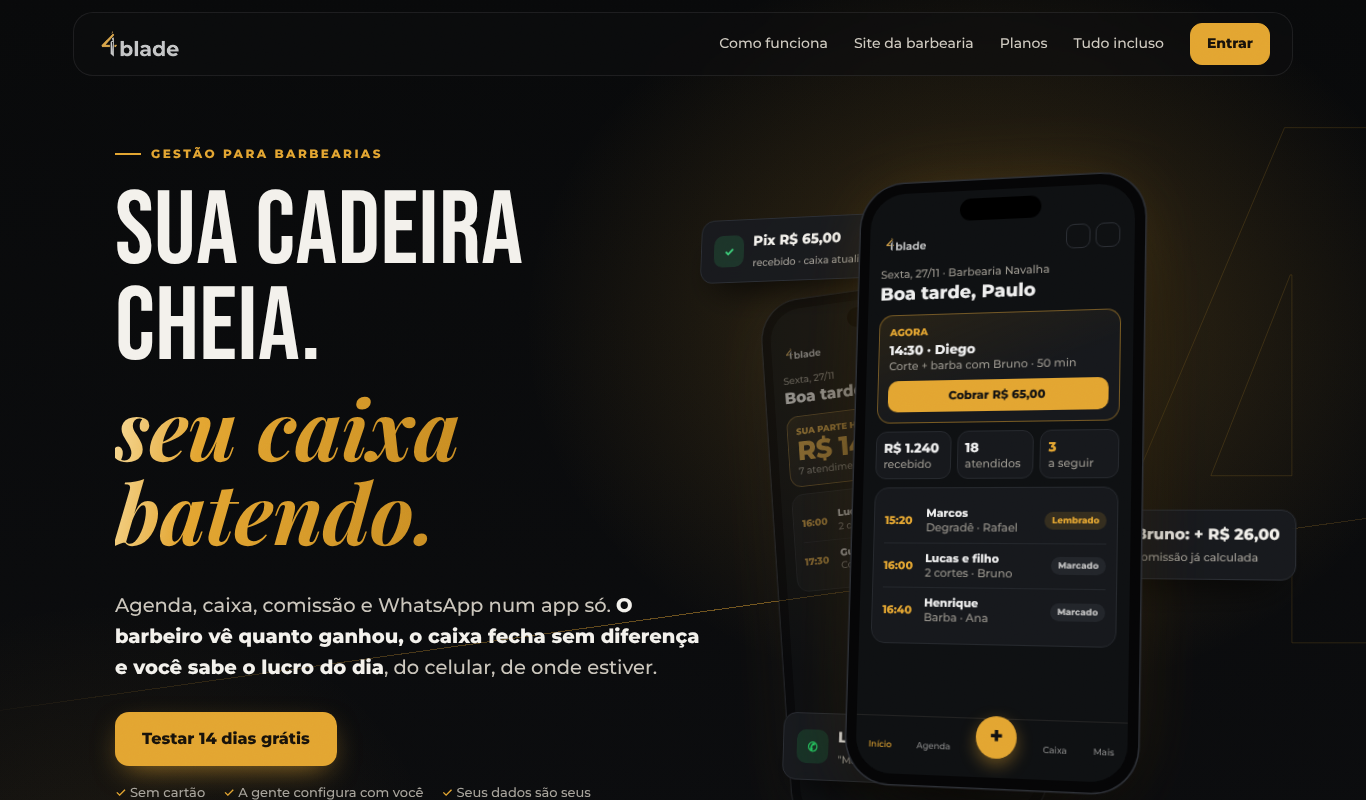 4blade
Como funciona
Site da barbearia
Planos
Tudo incluso
Entrar
GESTÃO PARA BARBEARIAS
SUA CADEIRA
CHEIA.
seu caixa
batendo.
Agenda, caixa, comissão e WhatsApp num app só. O
barbeiro vê quanto ganhou, o caixa fecha sem diferença
e você sabe o lucro do dia, do celular, de onde estiver.
Testar 14 dias grátis
✓ Sem cartão
✓ A gente configura com você
✓ Seus dados são seus
Pix R$ 65,00
recebido · caixa
4blade
Sexta, 27/11
Boa
SUA PARTE
R$
7
16:00
17:30
4blade
Sexta, 27/11 · Barbearia Navalha
Boa tarde, Paulo
AGORA
14:30 · Diego
Corte + barba com Bruno · 50 min
Cobrar R$ 65,00
R$ 1.240
recebido
18
atendidos
3
a seguir
15:20
Marcos
Degradê · Rafael
Lembrado
16:00
Lucas e filho
2 cortes · Bruno
Marcado
16:40
Henrique
Barba · Ana
Marcado
Início
Agenda
+
Caixa
Mais
Bruno: + R$ 26,00
já calculada